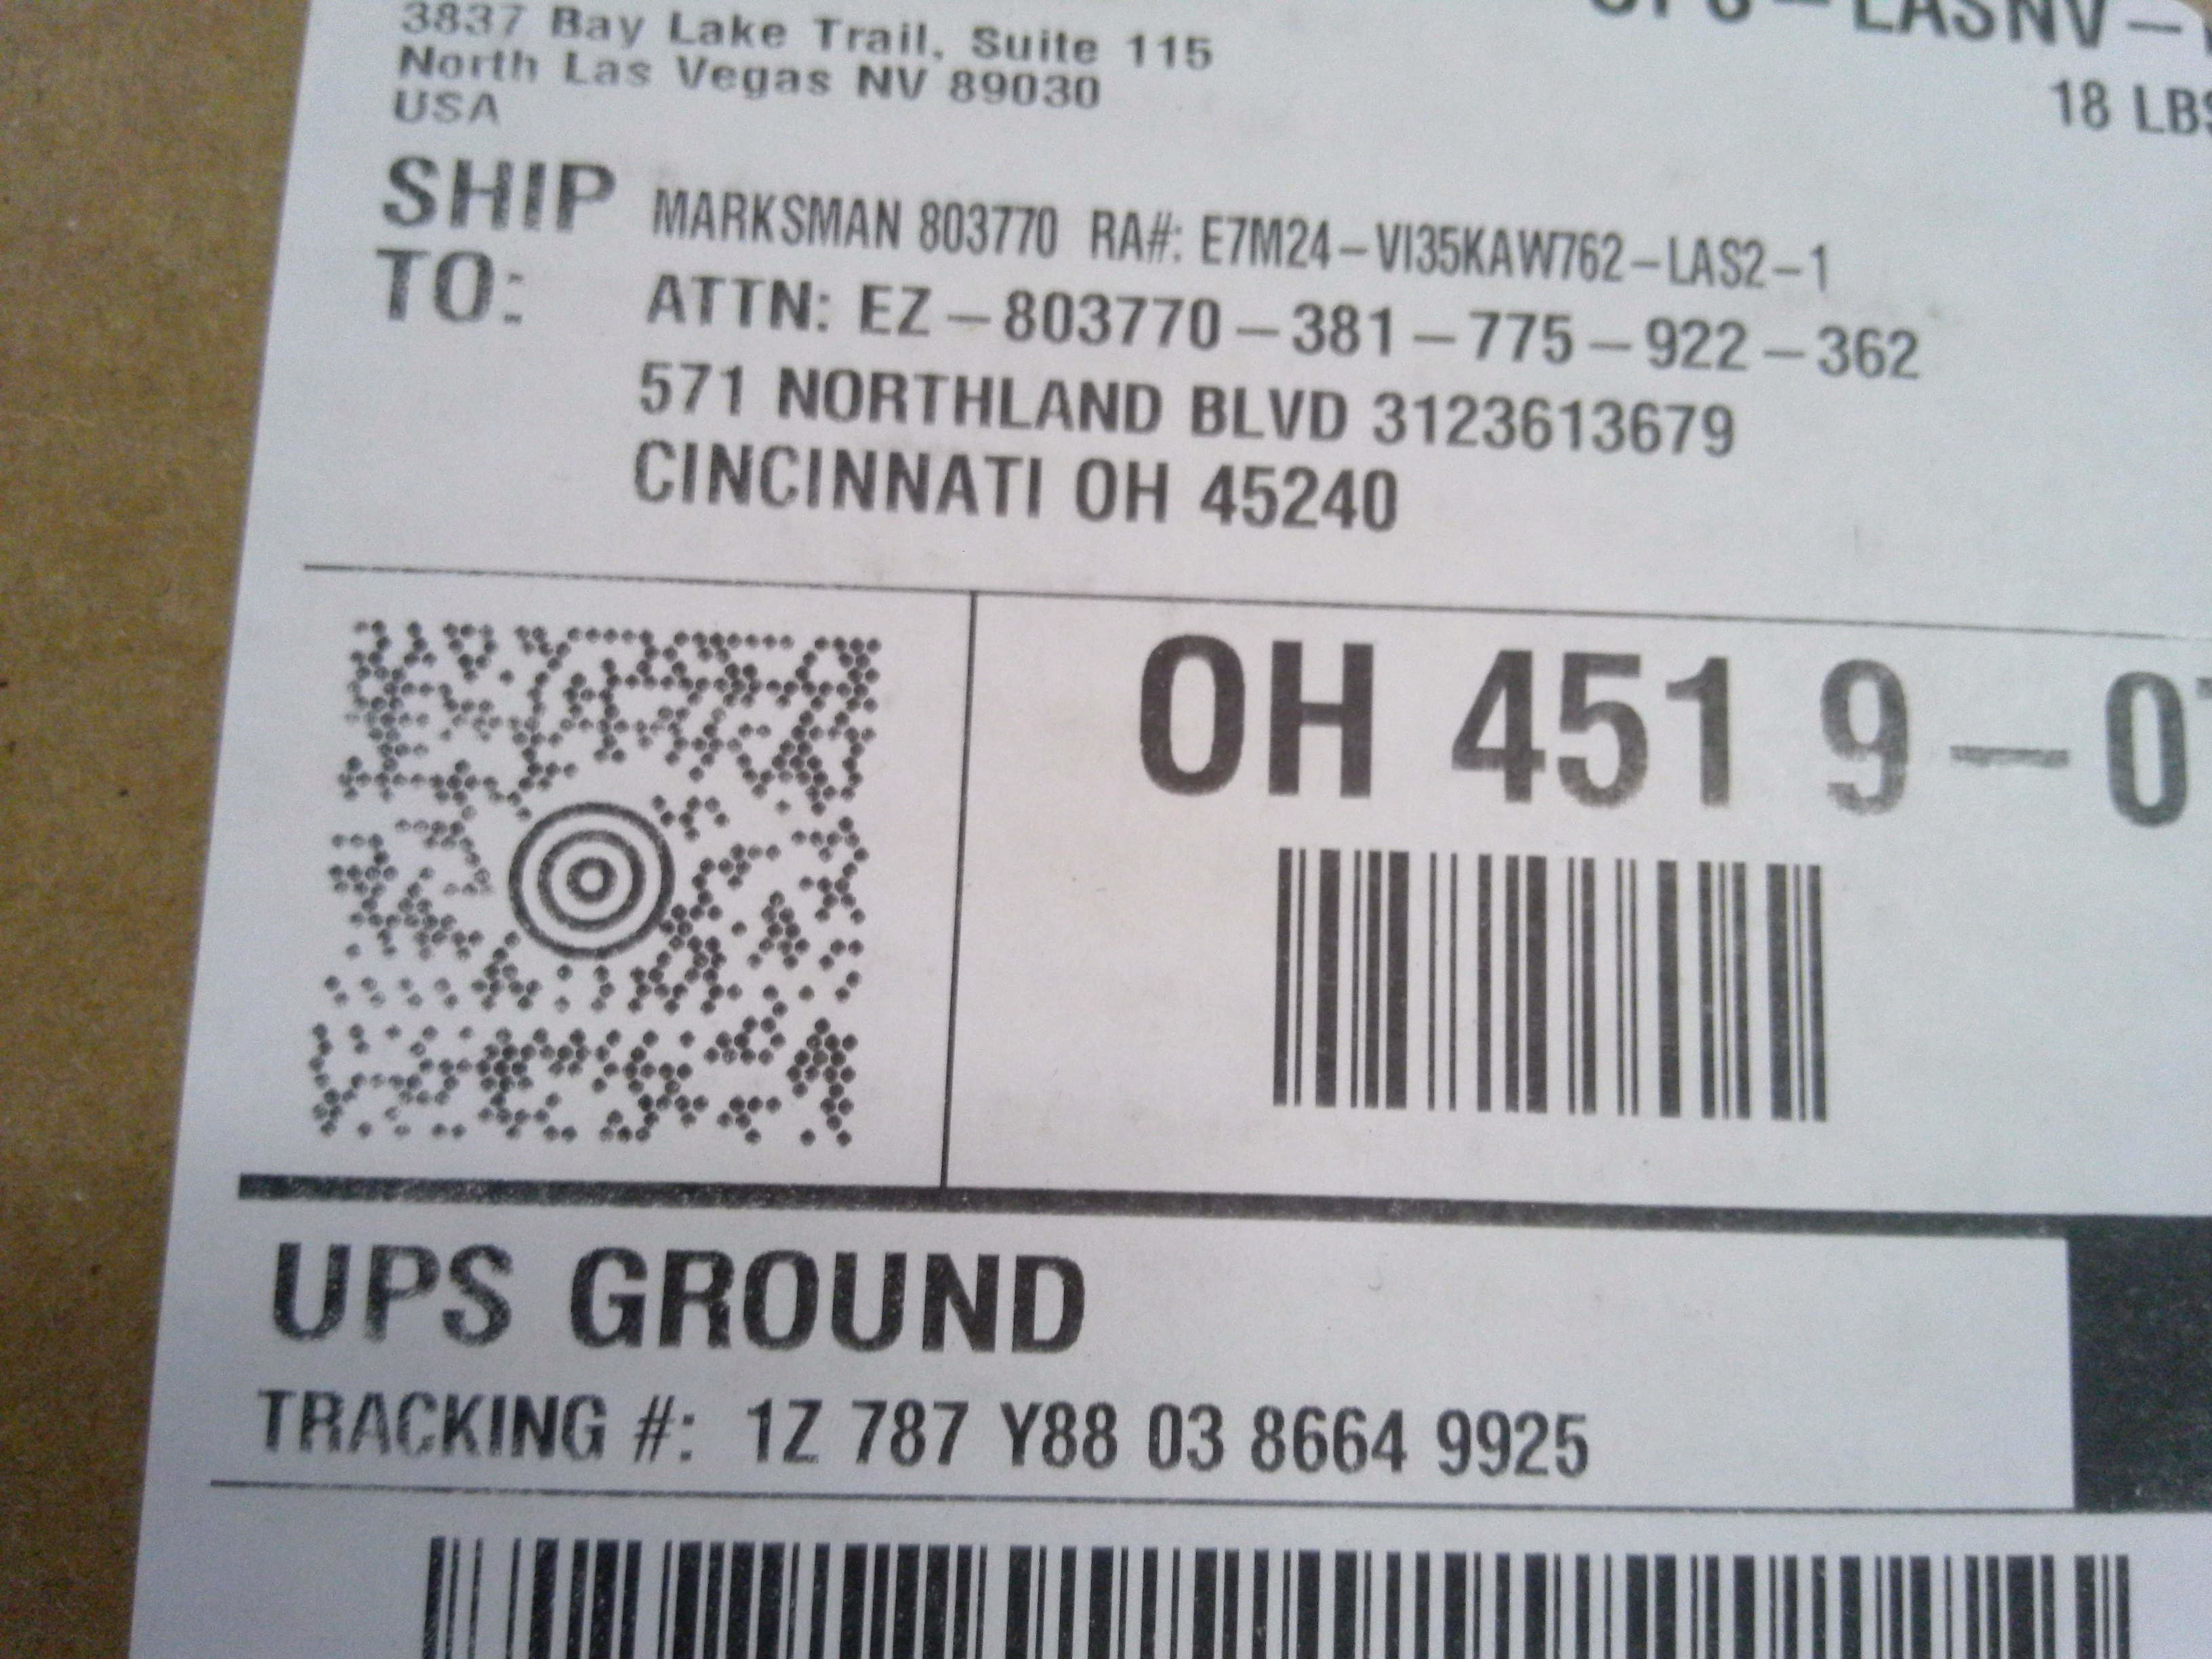 3837 Bay Lake Trail, Suite 115
North Las Vegas NV 89030
USA
18 LBS
SHIP TO:
MARKSMAN 803770 RA#: E7M24-VI35KAW762-LAS2-1
ATTN: EZ-803770-381-775-922-362
571 NORTHLAND BLVD 3123613679
CINCINNATI OH 45240
OH 451 9-0
UPS GROUND
TRACKING #: 1Z 787 Y88 03 8664 9925